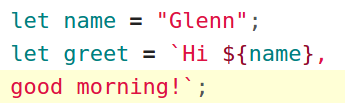 let name = "Glenn";
let greet = `Hi ${name},
good morning!`;